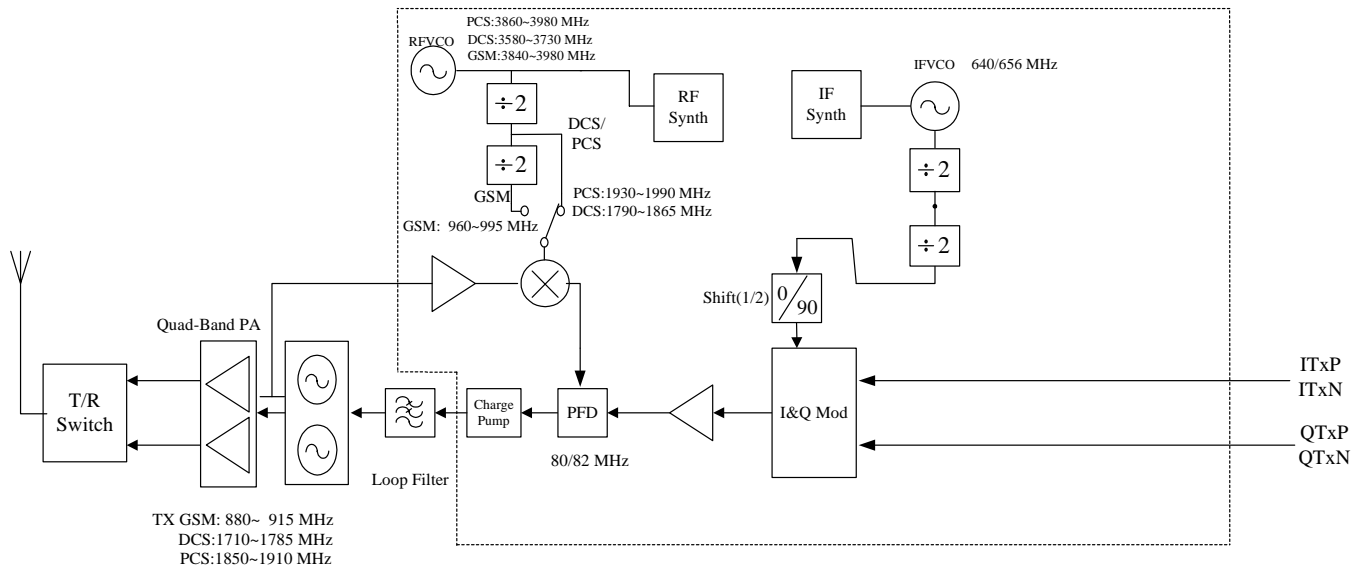 PCS:3860~3980 MHz
RFVCO
DCS:3580~3730 MHz
GSM:3840~3980 MHz
IFVCO 640/656 MHz
÷2
RF
Synth
IF
Synth
DCS/
PCS
÷2
÷2
GSM
PCS:1930~1990 MHz
DCS:1790~1865 MHz
GSM: 960~995 MHz
÷2
Shift(1/2)
0
90
Quad-Band PA
T/R
Switch
Charge
Pump
PFD
I&Q Mod
ITxP
ITxN
QTxP
QTxN
80/82 MHz
Loop Filter
TX GSM: 880~ 915 MHz
DCS:1710~1785 MHz
PCS:1850~1910 MHz